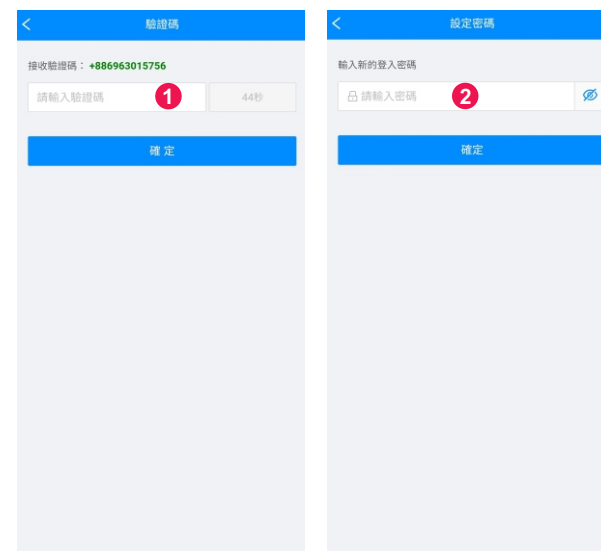 驗證碼
接收驗證碼： +886963015756
請輸入驗證碼
1
44秒
確 定
設定密碼
輸入新的登入密碼
請輸入密碼
2
確定